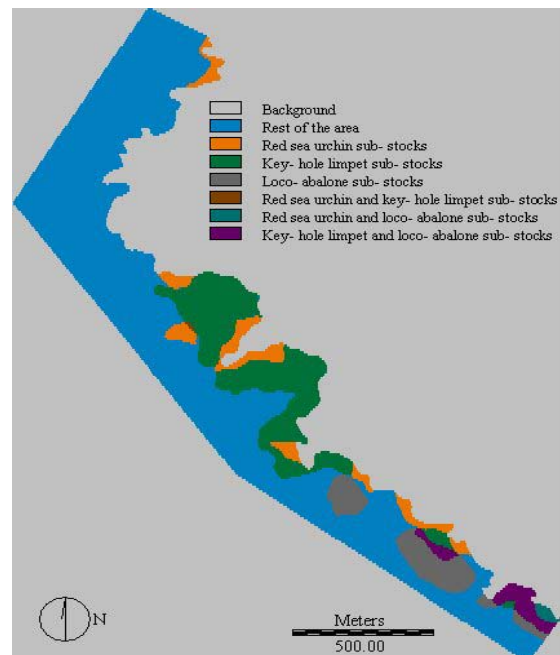 Background
Rest of the area
Red sea urchin sub- stocks
Key- hole limpet sub- stocks
Loco- abalone sub- stocks
Red sea urchin and key- hole limpet sub- stocks
Red sea urchin and loco- abalone sub- stocks
Key- hole limpet and loco- abalone sub- stocks
N
Meters
500.00